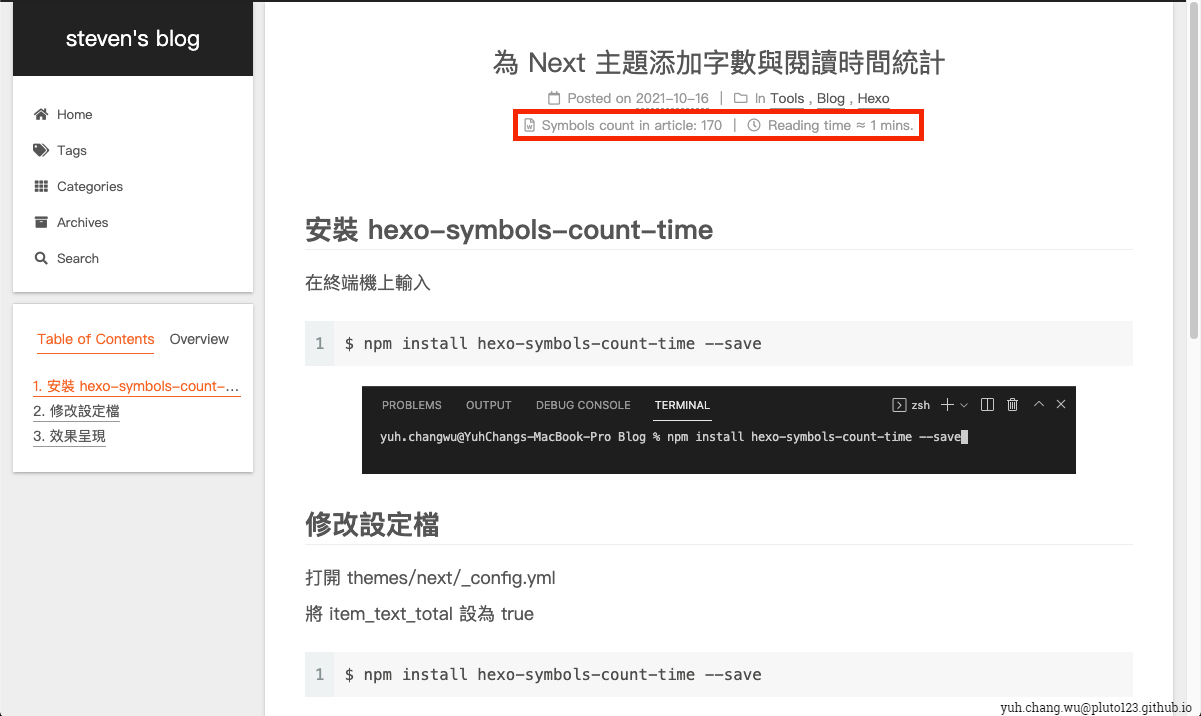 steven's blog
Home
Tags
Categories
Archives
Search
Table of Contents Overview
1. 安裝 hexo-symbols-count-...
2. 修改設定檔
3. 效果呈現
為 Next 主題添加字數與閱讀時間統計
Posted on 2021-10-16 | In Tools , Blog , Hexo
Symbols count in article: 170 | Reading time ≈ 1 mins.
安裝 hexo-symbols-count-time
在終端機上輸入
1 $ npm install hexo-symbols-count-time --save
PROBLEMS OUTPUT DEBUG CONSOLE TERMINAL zsh
yuh.changwu@YuhChangs-MacBook-Pro Blog % npm install hexo-symbols-count-time --save
修改設定檔
打開 themes/next/_config.yml
將 item_text_total 設為 true
1 $ npm install hexo-symbols-count-time --save
yuh.chang.wu@pluto123.github.io